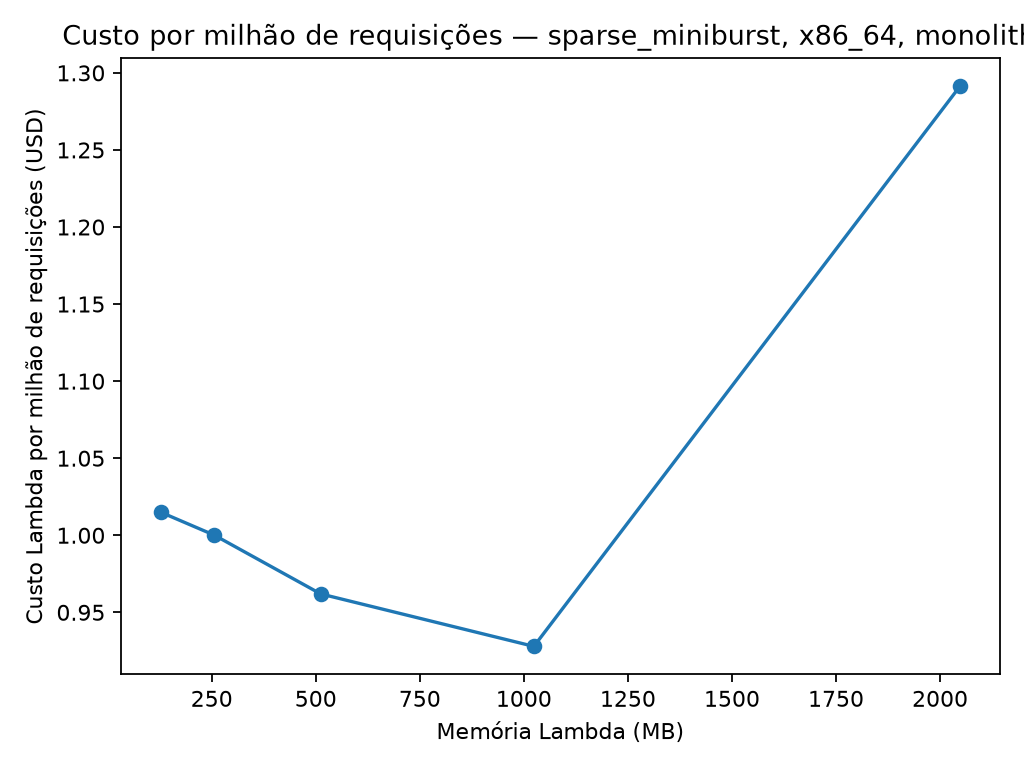 Custo por milhão de requisições — sparse_miniburst, x86_64,
Custo Lambda por milhão de requisições (USD)
1.30
1.25
1.20
1.15
1.10
1.05
1.00
0.95
250 500 750 1000 1250 1500 1750 2000
Memória Lambda (MB)